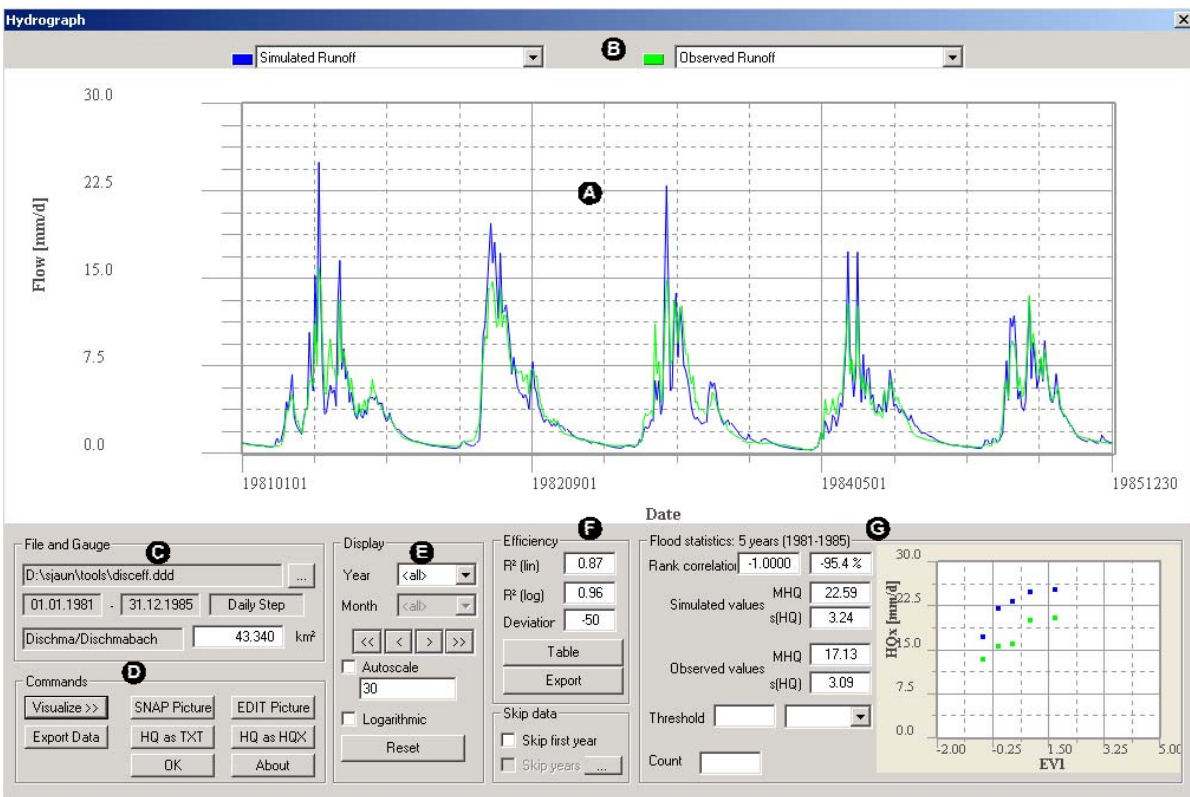 Hydrograph
Simulated Runoff
B
Observed Runoff
30.0
22.5
15.0
7.5
0.0
Flow [mm/d]
A
19810101
19820901
19840501
19851230
Date
File and Gauge
C
D:\sjaun\tools\disceff.ddd
...
01.01.1981 - 31.12.1985 Daily Step
Dischma/Dischmabach 43.340 km²
D
Commands
Visualize >> SNAP Picture EDIT Picture
Export Data HQ as TXT HQ as HQX
OK About
Display
E
Year <all>
Month <all>
<< < > >>
Autoscale
30
Logarithmic
Reset
Efficiency
F
R² (lin) 0.87
R² (log) 0.96
Deviation -50
Table
Export
Skip data
Skip first year
Skip years ...
Flood statistics: 5 years (1981-1985)
G
Rank correlation -1.0000 -95.4 %
Simulated values
MHQ 22.59
s(HQ) 3.24
Observed values
MHQ 17.13
s(HQ) 3.09
Threshold
Count
30.0
22.5
15.0
7.5
0.0
HQx [mm/d]
-2.00 -0.25 1.50 3.25 5.00
EV1